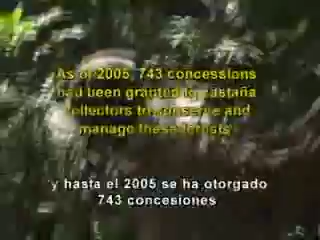 As of 2005, 743 concessions
had been granted to castaña
collectors to conserve and
manage these forests
y hasta el 2005 se ha otorgado
743 concesiones